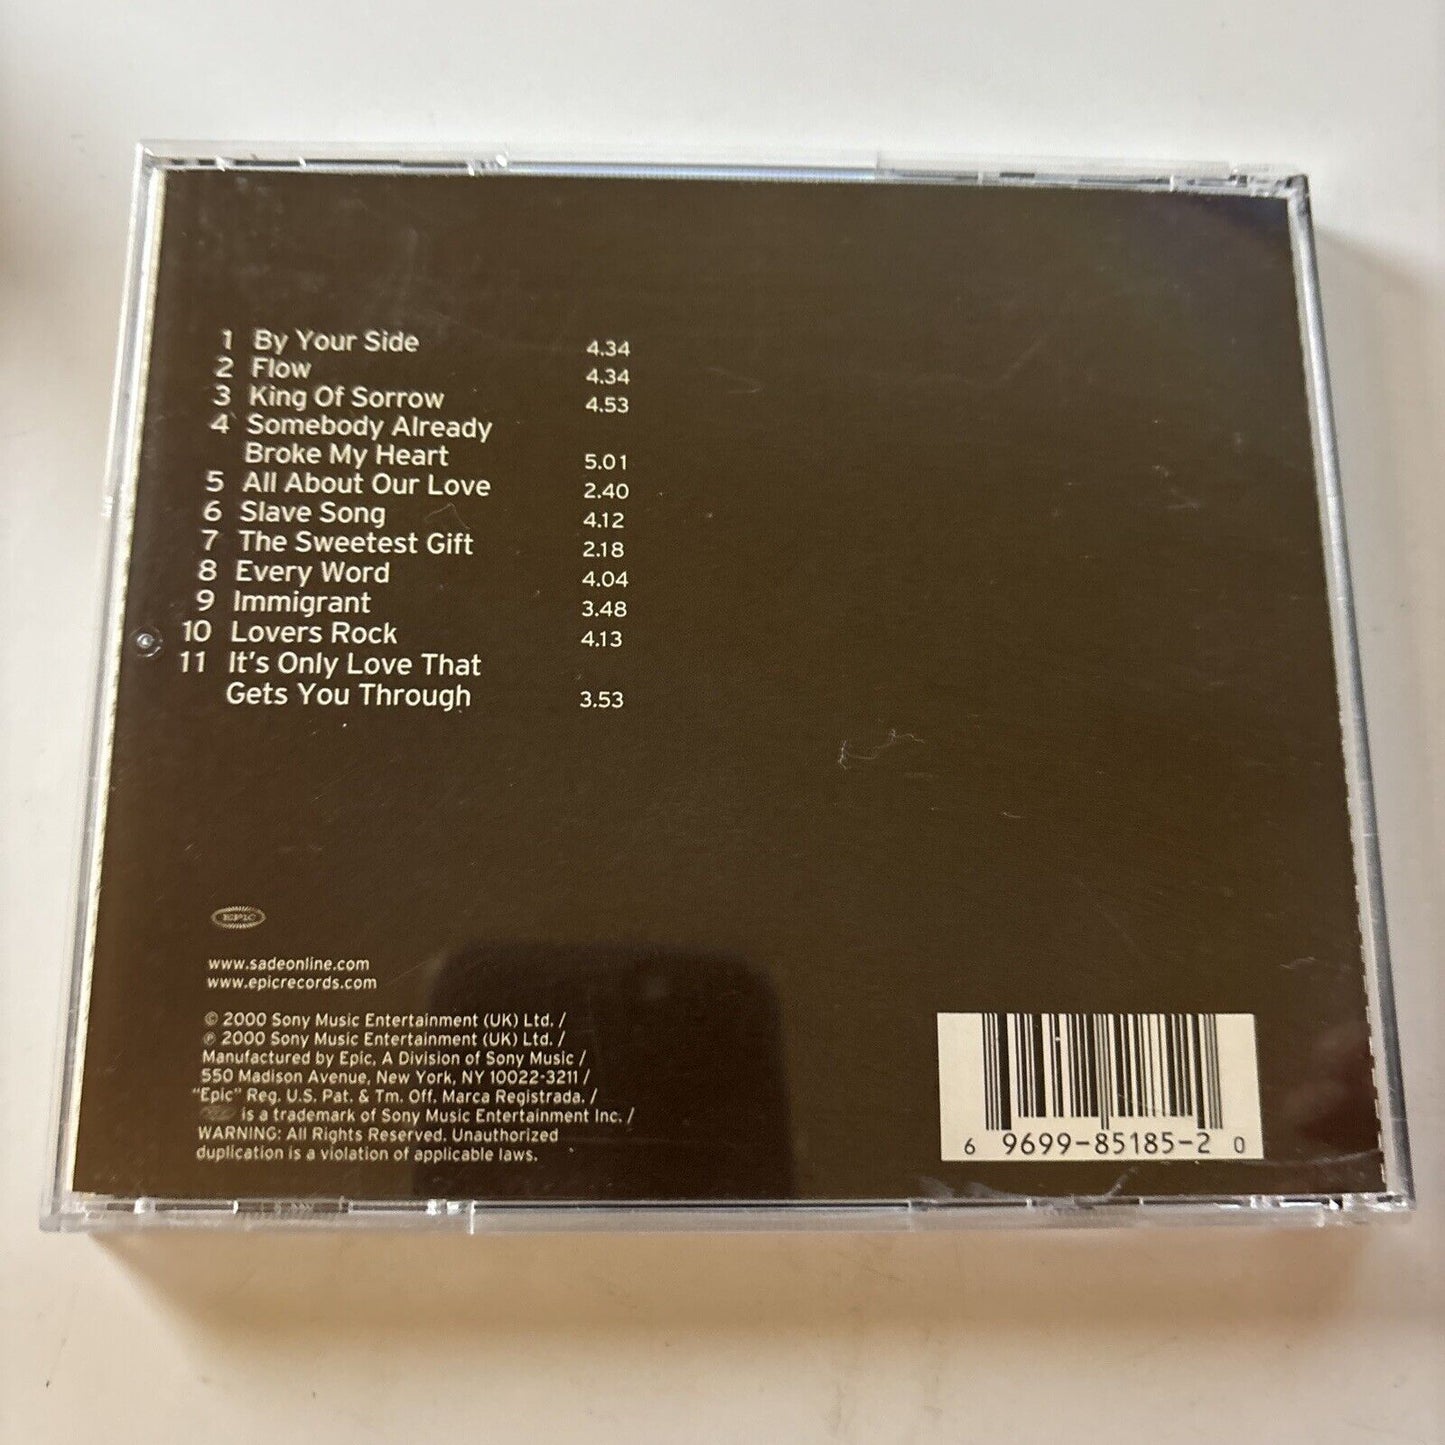 1 By Your Side 4.34
2 Flow 4.34
3 King Of Sorrow 4.53
4 Somebody Already
Broke My Heart 5.01
5 All About Our Love 2.40
6 Slave Song 4.12
7 The Sweetest Gift 2.18
8 Every Word 4.04
9 Immigrant 3.48
10 Lovers Rock 4.13
11 It's Only Love That
Gets You Through 3.53
EPIC
www.sadeonline.com
www.epicrecords.com
© 2000 Sony Music Entertainment (UK) Ltd. /
℗ 2000 Sony Music Entertainment (UK) Ltd. /
Manufactured by Epic, A Division of Sony Music /
550 Madison Avenue, New York, NY 10022-3211 /
"Epic" Reg. U.S. Pat. & Tm. Off. Marca Registrada. /
is a trademark of Sony Music Entertainment Inc. /
WARNING: All Rights Reserved. Unauthorized
duplication is a violation of applicable laws.
6 9699-85185-2 0